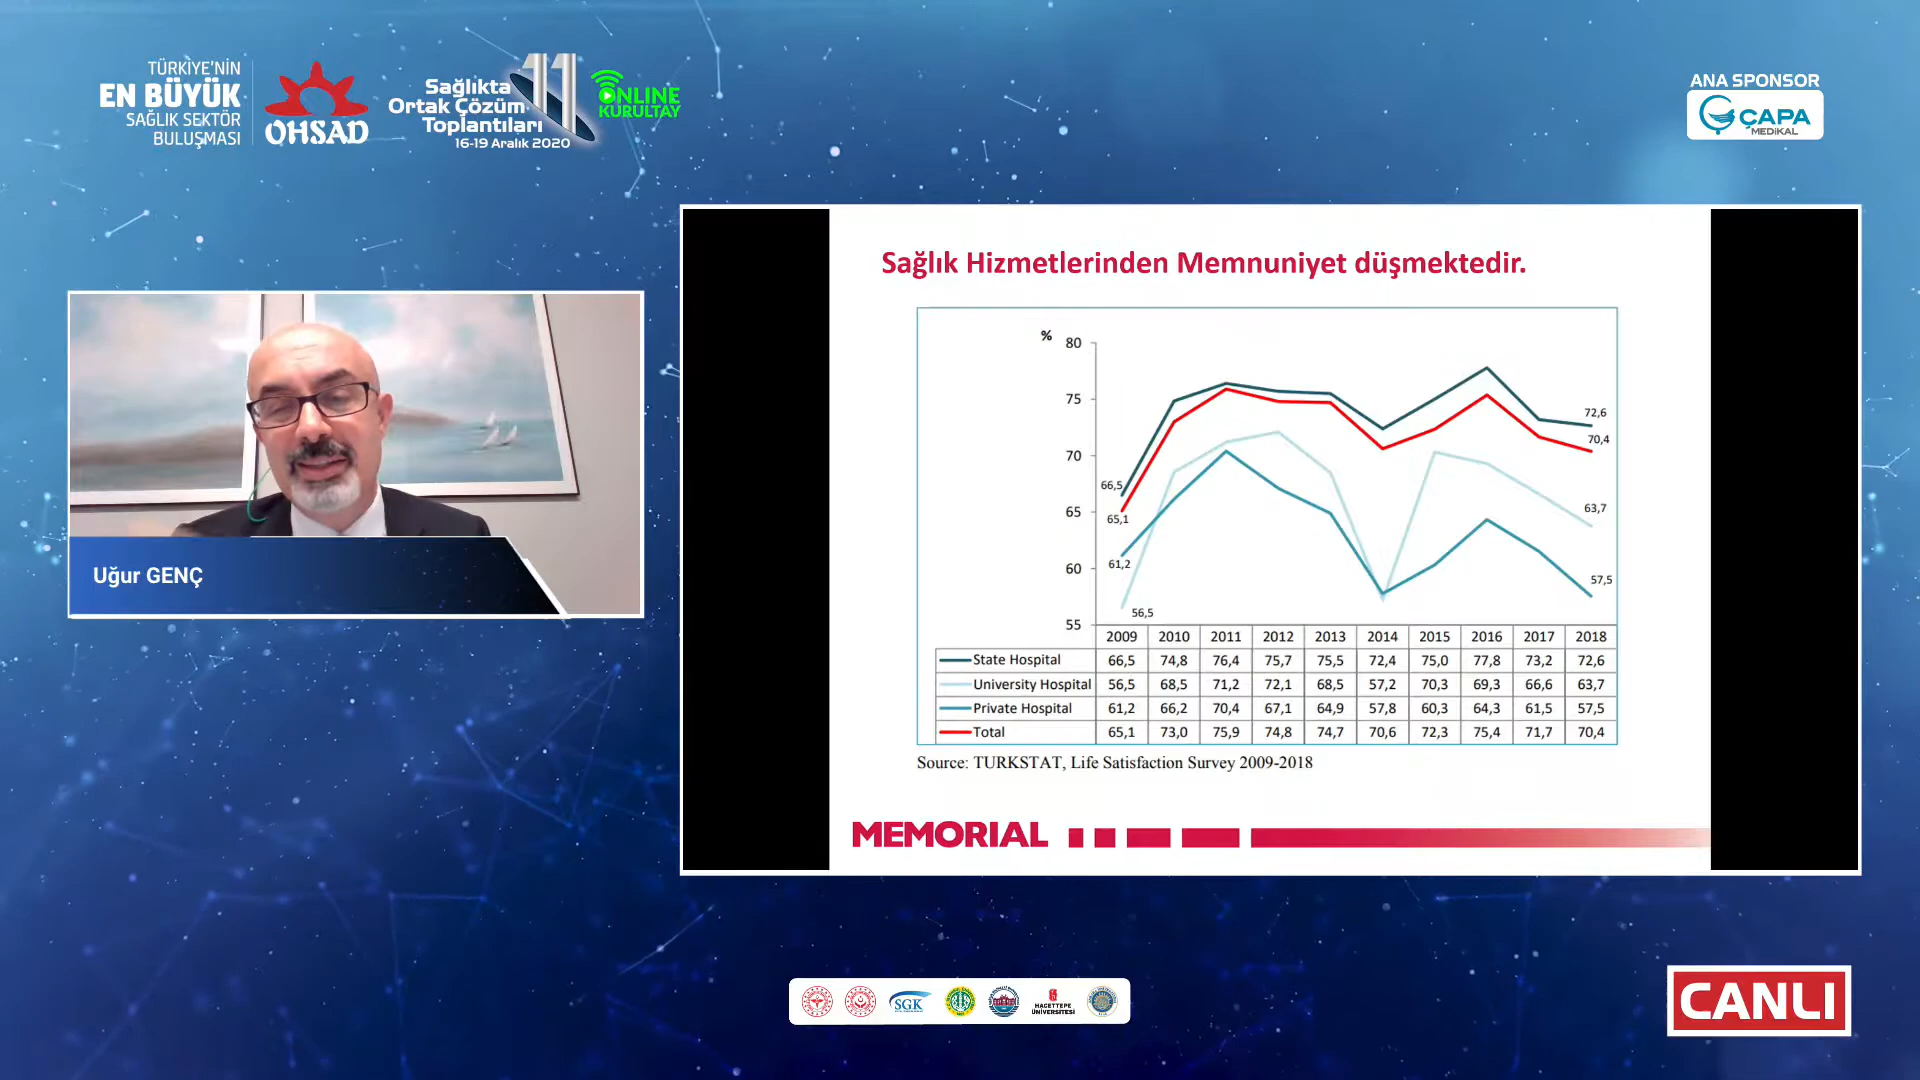 TÜRKİYE'NİN
EN BÜYÜK
SAĞLIK SEKTÖR
BULUŞMASI
OHSAD
Sağlıkta
Ortak Çözüm
Toplantıları
11
16-19 Aralık 2020
ONLINE
KURULTAY
ANA SPONSOR
ÇAPA
MEDİKAL
Uğur GENÇ
Sağlık Hizmetlerinden Memnuniyet düşmektedir.
%
80
75
70
65
60
55
66,5
65,1
61,2
56,5
72,6
70,4
63,7
57,5
2009 2010 2011 2012 2013 2014 2015 2016 2017 2018
State Hospital 66,5 74,8 76,4 75,7 75,5 72,4 75,0 77,8 73,2 72,6
University Hospital 56,5 68,5 71,2 72,1 68,5 57,2 70,3 69,3 66,6 63,7
Private Hospital 61,2 66,2 70,4 67,1 64,9 57,8 60,3 64,3 61,5 57,5
Total 65,1 73,0 75,9 74,8 74,7 70,6 72,3 75,4 71,7 70,4
Source: TURKSTAT, Life Satisfaction Survey 2009-2018
MEMORIAL
SGK
HACETTEPE
ÜNİVERSİTESİ
CANLI